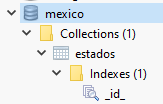 mexico
Collections (1)
estados
Indexes (1)
_id_